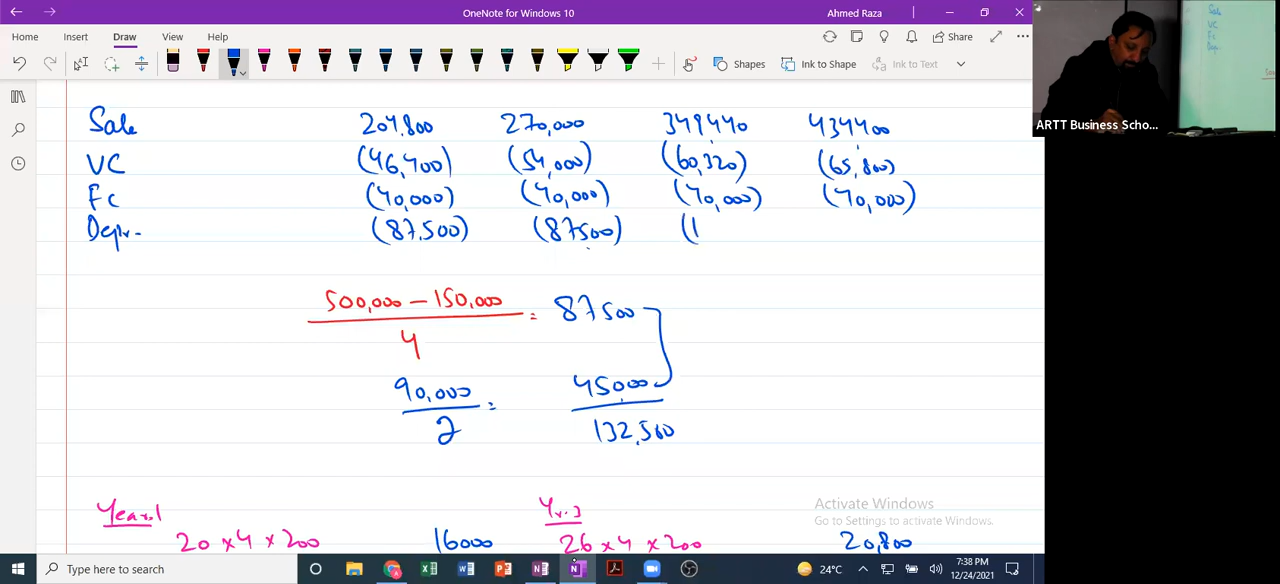 OneNote for Windows 10
Ahmed Raza
Home Insert Draw View Help
Share
Shapes Ink to Shape Ink to Text
ARTT Business Scho...
Sale 204,800 270,000 349,440 434,400
VC (46,400) (54,000) (60,320) (65,800)
FC (40,000) (40,000) (40,000) (40,000)
Depr. (87,500) (87500) (1
500,000 - 150,000 = 87500
4
90,000 = 45,000
2 132,500
Year.1 Yr.3
20 x 4 x 200 16000 26 x 4 x 200 20,800
Activate Windows
Go to Settings to activate Windows.
Type here to search
24°C
7:38 PM
12/24/2021